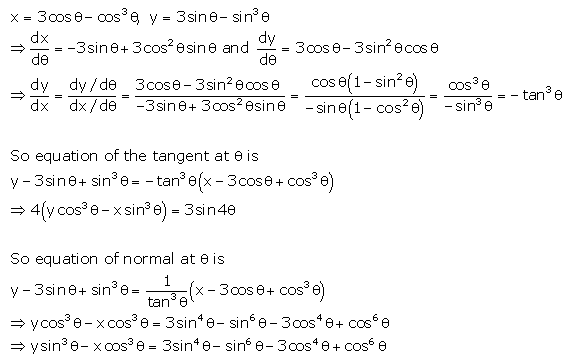 x = 3cosθ – cos³θ, y = 3sinθ – sin³θ
⇒ dx/dθ = -3sinθ + 3cos²θsinθ and dy/dθ = 3cosθ – 3sin²θcosθ
⇒ dy/dx = (dy/dθ)/(dx/dθ) = (3cosθ – 3sin²θcosθ)/(-3sinθ + 3cos²θsinθ) = cosθ(1 – sin²θ)/(-sinθ(1 – cos²θ)) = cos³θ/(-sin³θ) = – tan³θ
So equation of the tangent at θ is
y – 3sinθ + sin³θ = – tan³θ(x – 3cosθ + cos³θ)
⇒ 4(ycos³θ – xsin³θ) = 3sin4θ
So equation of normal at θ is
y – 3sinθ + sin³θ = 1/tan³θ (x – 3cosθ + cos³θ)
⇒ ycos³θ – xcos³θ = 3sin⁴θ – sin⁶θ – 3cos⁴θ + cos⁶θ
⇒ ysin³θ – xcos³θ = 3sin⁴θ – sin⁶θ – 3cos⁴θ + cos⁶θ